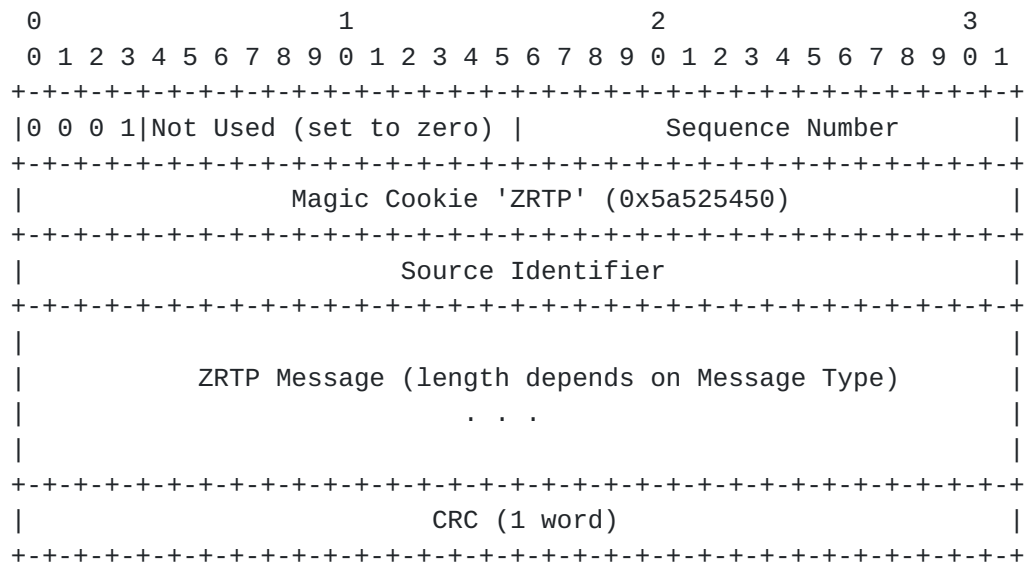 0                   1                   2                   3
0 1 2 3 4 5 6 7 8 9 0 1 2 3 4 5 6 7 8 9 0 1 2 3 4 5 6 7 8 9 0 1
+-+-+-+-+-+-+-+-+-+-+-+-+-+-+-+-+-+-+-+-+-+-+-+-+-+-+-+-+-+-+-+-+
|0 0 0 1|Not Used (set to zero) |         Sequence Number       |
+-+-+-+-+-+-+-+-+-+-+-+-+-+-+-+-+-+-+-+-+-+-+-+-+-+-+-+-+-+-+-+-+
|                 Magic Cookie 'ZRTP' (0x5a525450)              |
+-+-+-+-+-+-+-+-+-+-+-+-+-+-+-+-+-+-+-+-+-+-+-+-+-+-+-+-+-+-+-+-+
|                        Source Identifier                      |
+-+-+-+-+-+-+-+-+-+-+-+-+-+-+-+-+-+-+-+-+-+-+-+-+-+-+-+-+-+-+-+-+
|                                                               |
|           ZRTP Message (length depends on Message Type)       |
|                            . . .                              |
|                                                               |
+-+-+-+-+-+-+-+-+-+-+-+-+-+-+-+-+-+-+-+-+-+-+-+-+-+-+-+-+-+-+-+-+
|                          CRC (1 word)                         |
+-+-+-+-+-+-+-+-+-+-+-+-+-+-+-+-+-+-+-+-+-+-+-+-+-+-+-+-+-+-+-+-+